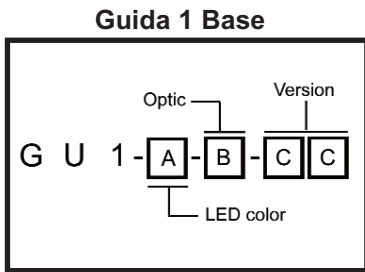 Guida 1 Base
Optic
Version
G U 1 - A - B - C C
LED color